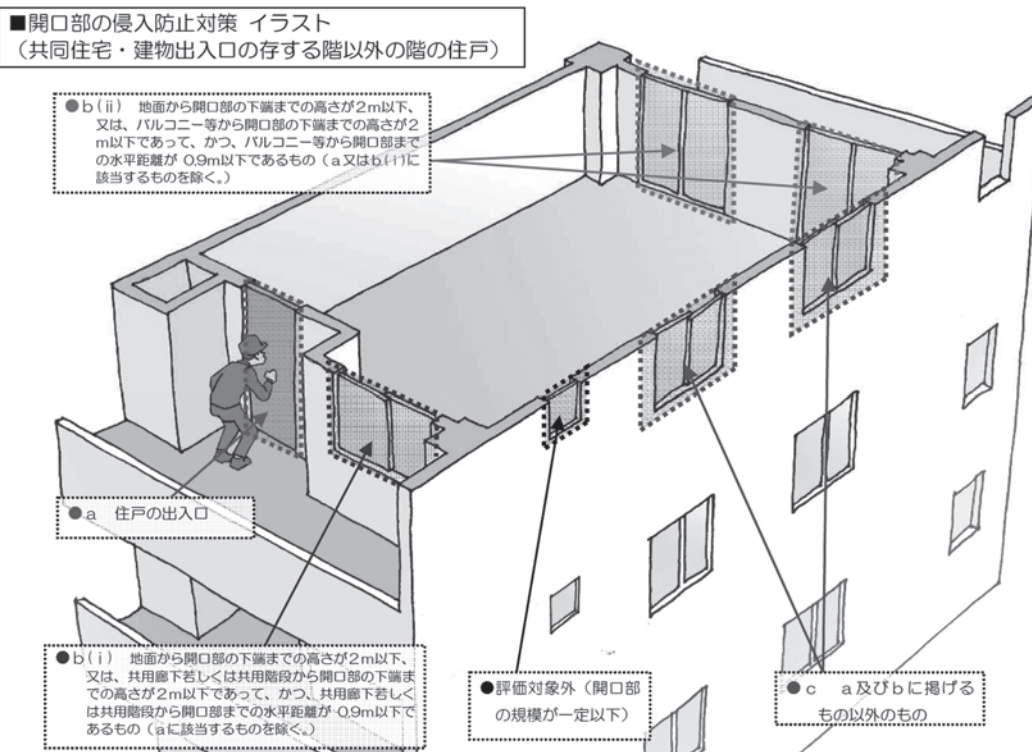 ■開口部の侵入防止対策 イラスト
（共同住宅・建物出入口の存する階以外の階の住戸）
●b(ii) 地面から開口部の下端までの高さが2m以下、
又は、バルコニー等から開口部の下端までの高さが2
m以下であって、かつ、バルコニー等から開口部まで
の水平距離が 0.9m以下であるもの（a又はb(i)に
該当するものを除く。）
●a 住戸の出入口
●b(i) 地面から開口部の下端までの高さが2m以下、
又は、共用廊下若しくは共用階段から開口部の下端ま
での高さが2m以下であって、かつ、共用廊下若しく
は共用階段から開口部までの水平距離が 0.9m以下で
あるもの（aに該当するものを除く。）
●評価対象外（開口部
の規模が一定以下）
●c a及びbに掲げる
もの以外のもの